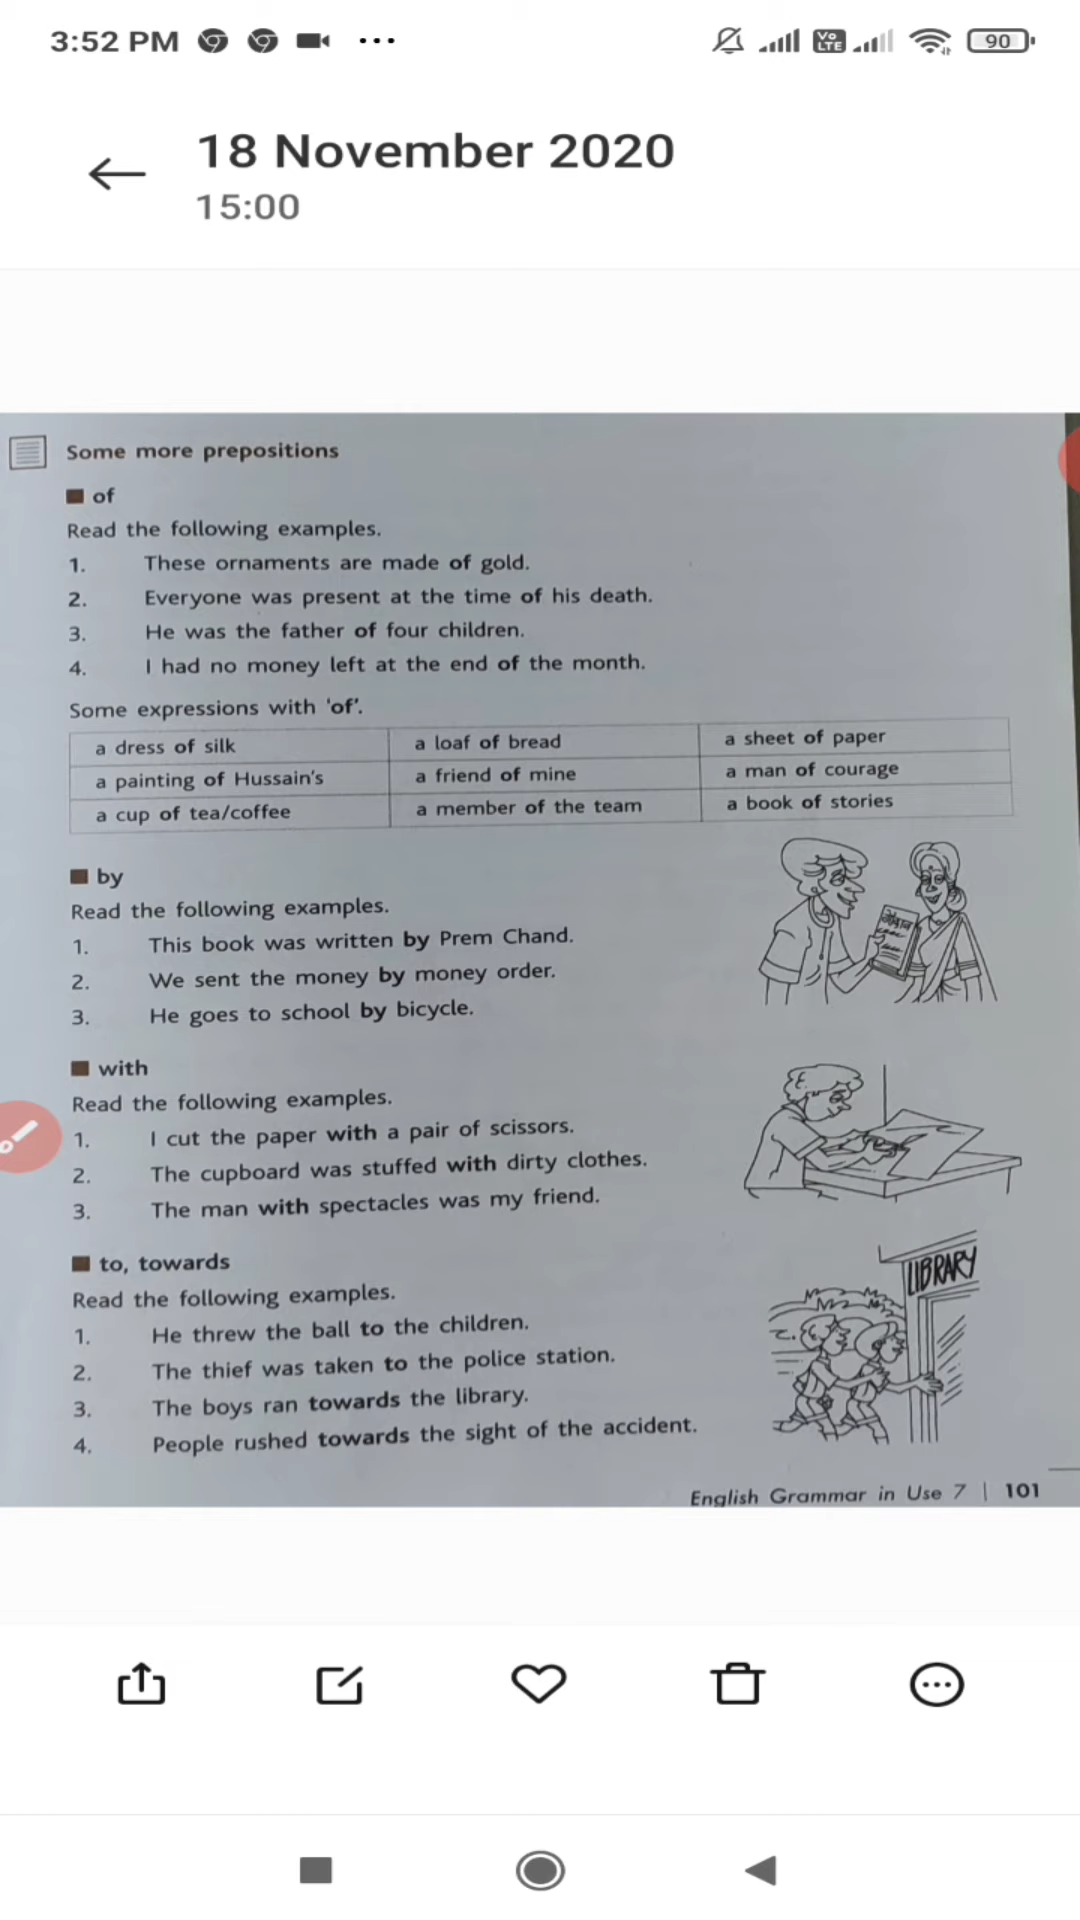 3:52 PM
Vo LTE
90
18 November 2020
15:00
Some more prepositions
of
Read the following examples.
1. These ornaments are made of gold.
2. Everyone was present at the time of his death.
3. He was the father of four children.
4. I had no money left at the end of the month.
Some expressions with 'of'.
a dress of silk a loaf of bread a sheet of paper
a painting of Hussain's a friend of mine a man of courage
a cup of tea/coffee a member of the team a book of stories
by
Read the following examples.
1. This book was written by Prem Chand.
2. We sent the money by money order.
3. He goes to school by bicycle.
with
Read the following examples.
1. I cut the paper with a pair of scissors.
2. The cupboard was stuffed with dirty clothes.
3. The man with spectacles was my friend.
to, towards
LIBRARY
Read the following examples.
1. He threw the ball to the children.
2. The thief was taken to the police station.
3. The boys ran towards the library.
4. People rushed towards the sight of the accident.
English Grammar in Use 7 | 101